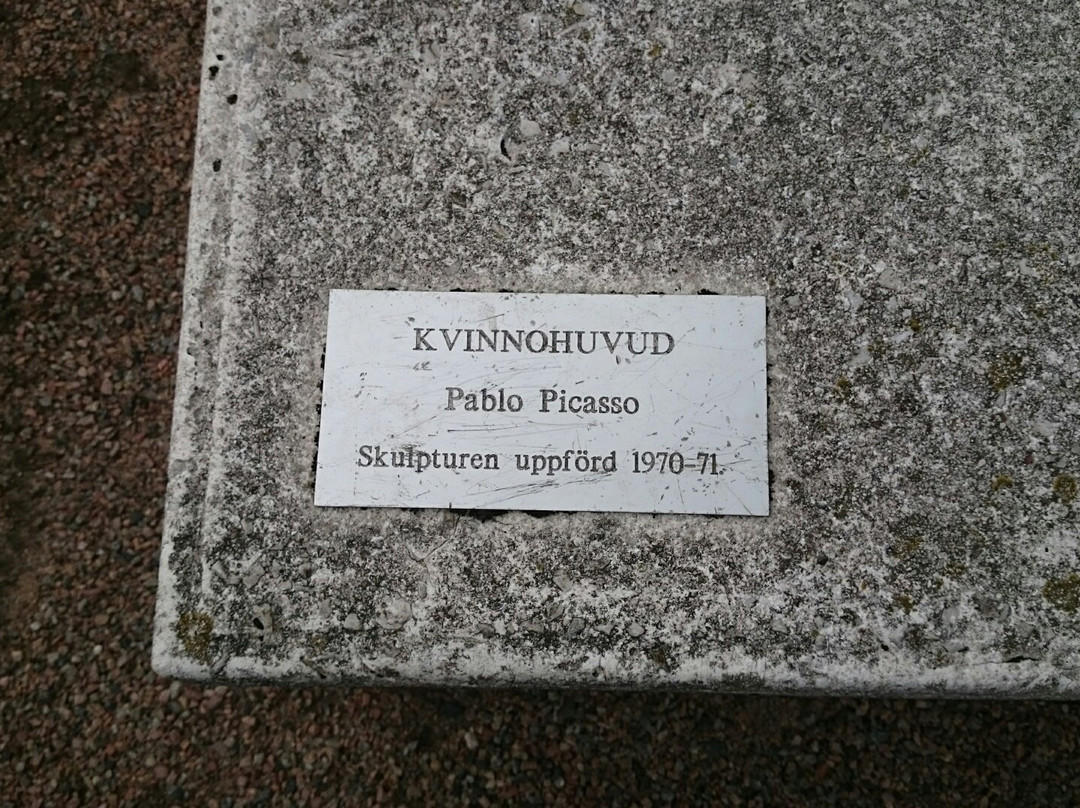 KVINNOHUVUD
Pablo Picasso
Skulpturen uppförd 1970-71.